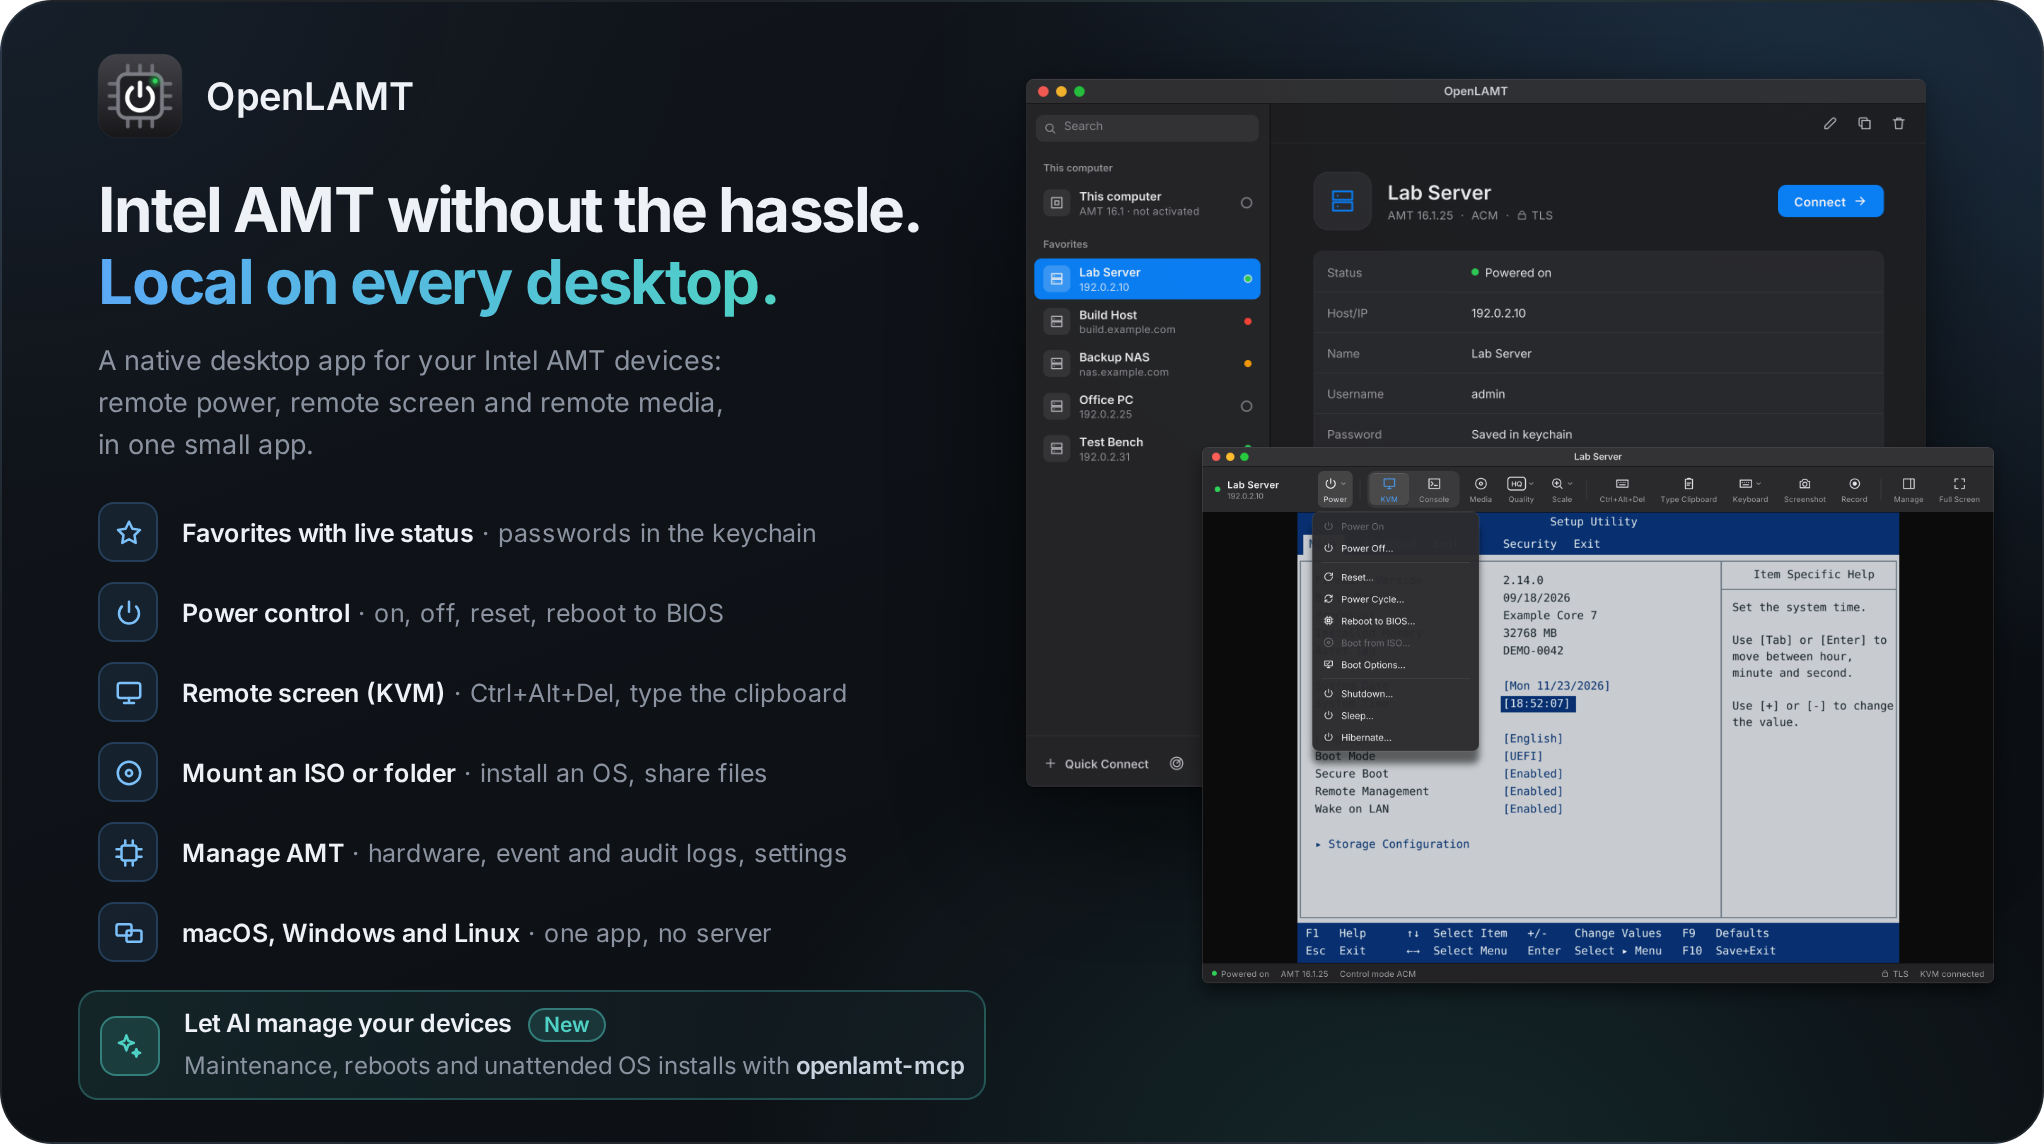 OpenLAMT
Intel AMT without the hassle.
Local on every desktop.
A native desktop app for your Intel AMT devices:
remote power, remote screen and remote media,
in one small app.
Favorites with live status · passwords in the keychain
Power control · on, off, reset, reboot to BIOS
Remote screen (KVM) · Ctrl+Alt+Del, type the clipboard
Mount an ISO or folder · install an OS, share files
Manage AMT · hardware, event and audit logs, settings
macOS, Windows and Linux · one app, no server
Let AI manage your devices New
Maintenance, reboots and unattended OS installs with openlamt-mcp
OpenLAMT
Search
This computer
This computer
AMT 16.1 · not activated
Favorites
Lab Server
192.0.2.10
Build Host
build.example.com
Backup NAS
nas.example.com
Office PC
192.0.2.25
Test Bench
192.0.2.31
+ Quick Connect
Lab Server
AMT 16.1.25 · ACM · TLS
Connect →
Status Powered on
Host/IP 192.0.2.10
Name Lab Server
Username admin
Password Saved in keychain
Lab Server
Lab Server
192.0.2.10
Power KVM Console Media Quality Scale Ctrl+Alt+Del Type Clipboard Keyboard Screenshot Record Manage Full Screen
HQ
Power On
Power Off...
Reset...
Power Cycle...
Reboot to BIOS...
Boot from ISO...
Boot Options...
Shutdown...
Sleep...
Hibernate...
Setup Utility
Security Exit
2.14.0
09/18/2026
Example Core 7
32768 MB
DEMO-0042
[Mon 11/23/2026]
[18:52:07]
[English]
Boot Mode [UEFI]
Secure Boot [Enabled]
Remote Management [Enabled]
Wake on LAN [Enabled]
▸ Storage Configuration
Item Specific Help
Set the system time.
Use [Tab] or [Enter] to
move between hour,
minute and second.
Use [+] or [-] to change
the value.
F1 Help ↑↓ Select Item +/- Change Values F9 Defaults
Esc Exit ←→ Select Menu Enter Select ▸ Menu F10 Save+Exit
Powered on AMT 16.1.25 Control mode ACM TLS KVM connected